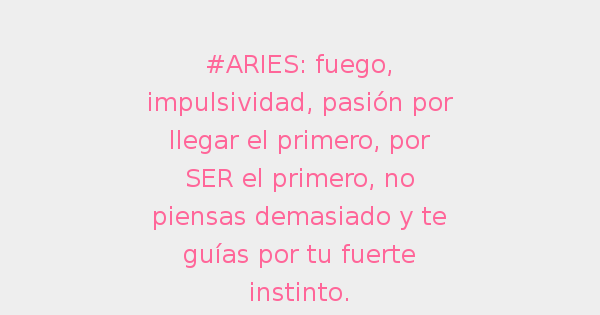 #ARIES: fuego,
impulsividad, pasión por
llegar el primero, por
SER el primero, no
piensas demasiado y te
guías por tu fuerte
instinto.